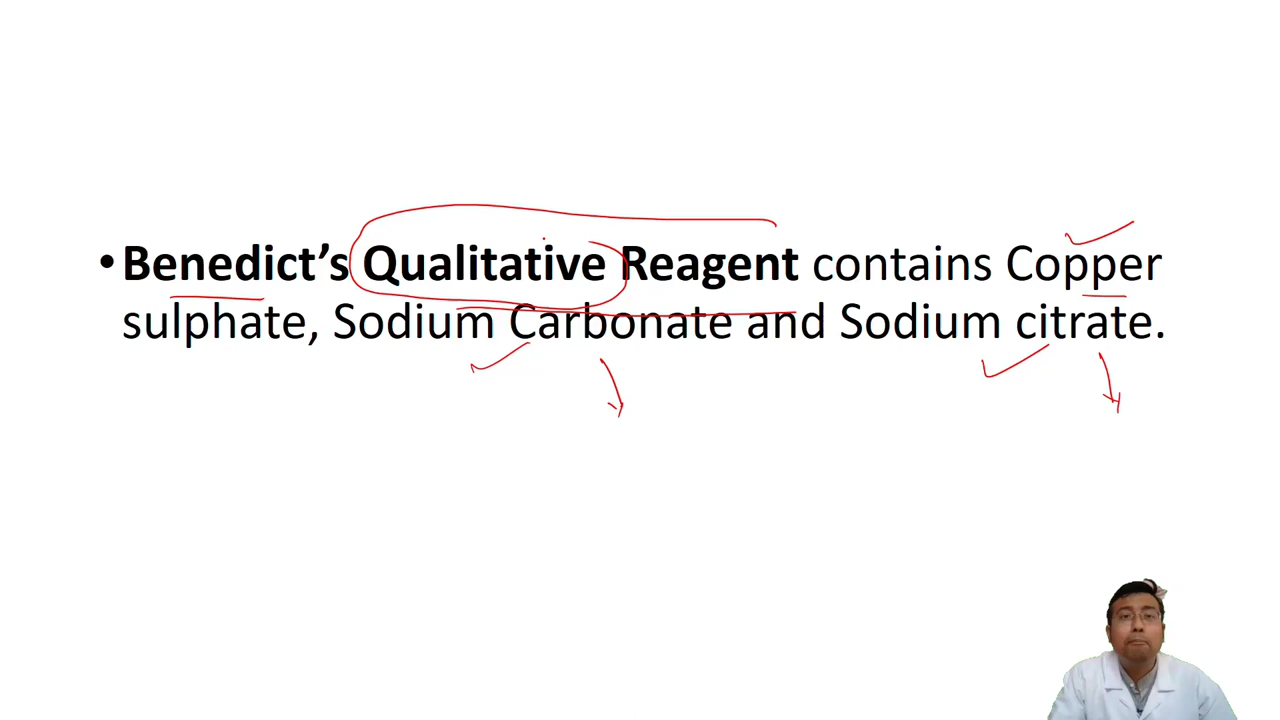 • Benedict’s Qualitative Reagent contains Copper
sulphate, Sodium Carbonate and Sodium citrate.